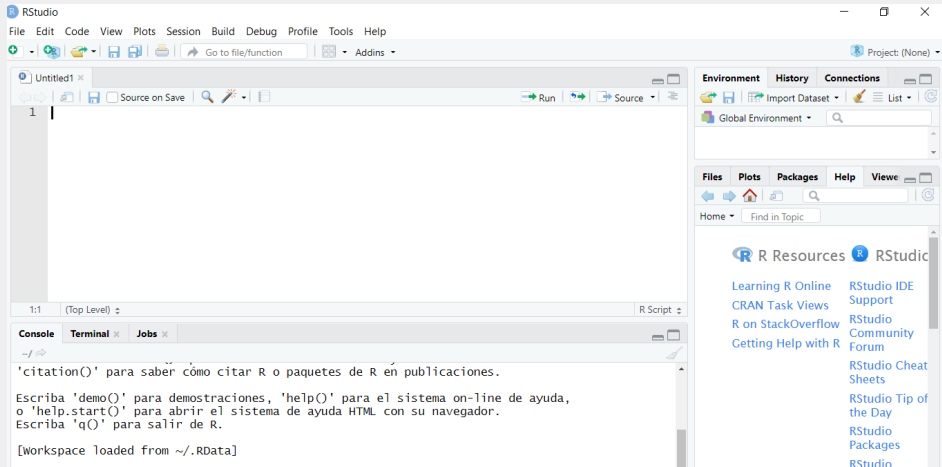 RStudio
File Edit Code View Plots Session Build Debug Profile Tools Help
Go to file/function Addins Project: (None)
Untitled1
Source on Save Run Source
1
1:1 (Top Level) R Script
Console Terminal Jobs
~/
'citation()' para saber cómo citar R o paquetes de R en publicaciones.
Escriba 'demo()' para demostraciones, 'help()' para el sistema on-line de ayuda,
o 'help.start()' para abrir el sistema de ayuda HTML con su navegador.
Escriba 'q()' para salir de R.
[Workspace loaded from ~/.RData]
Environment History Connections
Import Dataset List
Global Environment
Files Plots Packages Help Viewe
Home Find in Topic
R Resources
Learning R Online
CRAN Task Views
R on StackOverflow
Getting Help with R
RStudic
RStudio IDE
Support
RStudio
Community
Forum
RStudio Cheat
Sheets
RStudio Tip of
the Day
RStudio
Packages
RStudio